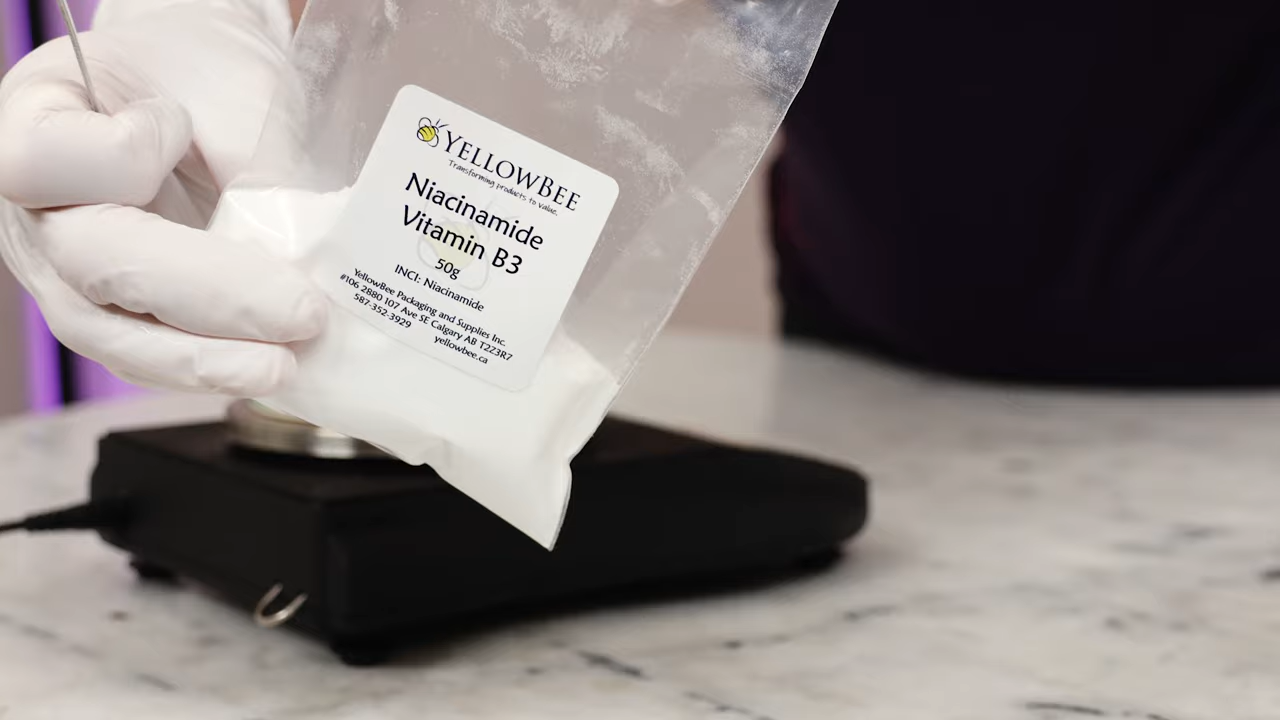 YELLOWBEE
Transforming products to value.
Niacinamide
Vitamin B3
50g
INCI: Niacinamide
YellowBee Packaging and Supplies Inc.
#106 2880 107 Ave SE Calgary AB T2Z3R7
587-352-3929
yellowbee.ca